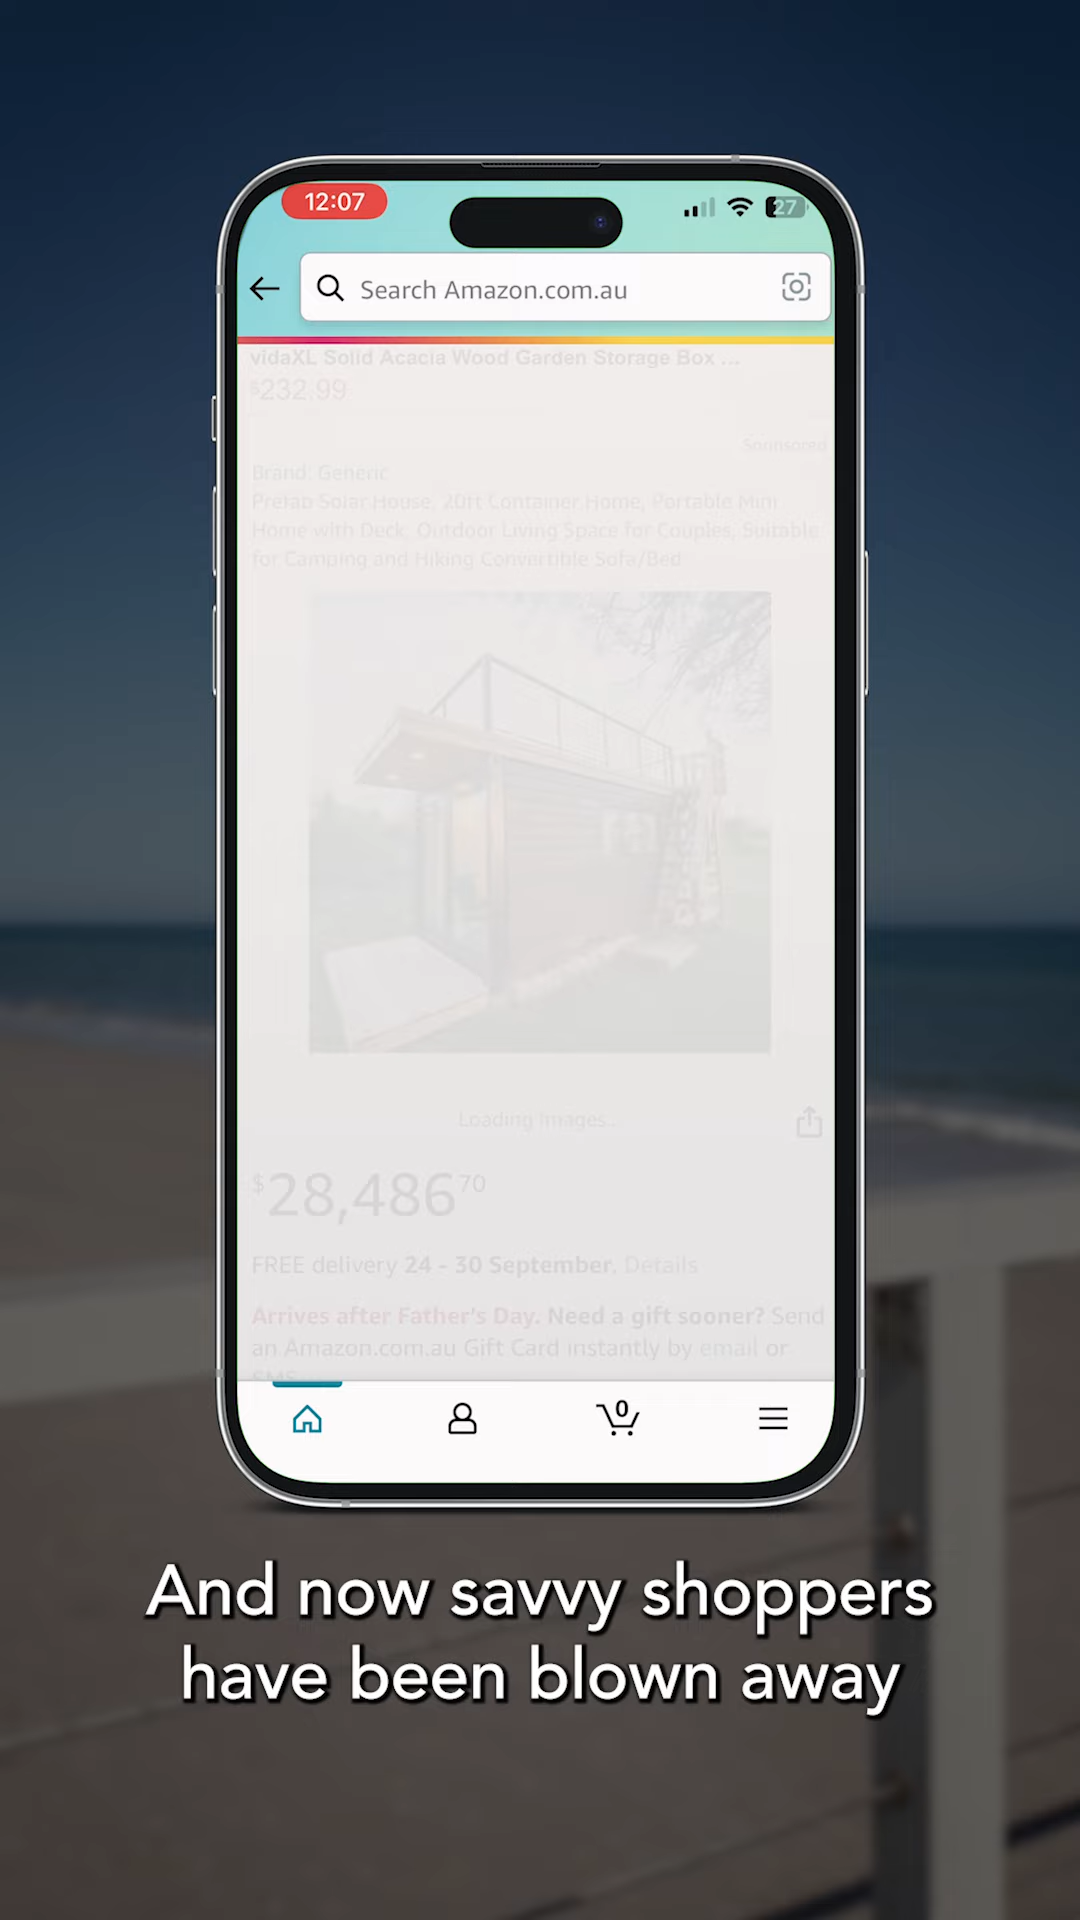 12:07
27
Search Amazon.com.au
vidaXL Solid Acacia Wood Garden Storage Box ...
$232.99
Sponsored
Brand: Generic
Prefab Solar House, 20ft Container Home, Portable Mini
Home with Deck, Outdoor Living Space for Couples, Suitable
for Camping and Hiking Convertible Sofa/Bed
Loading images..
$28,486 70
FREE delivery 24 - 30 September. Details
Arrives after Father's Day. Need a gift sooner? Send
an Amazon.com.au Gift Card instantly by email or
SMS
0
And now savvy shoppers
have been blown away